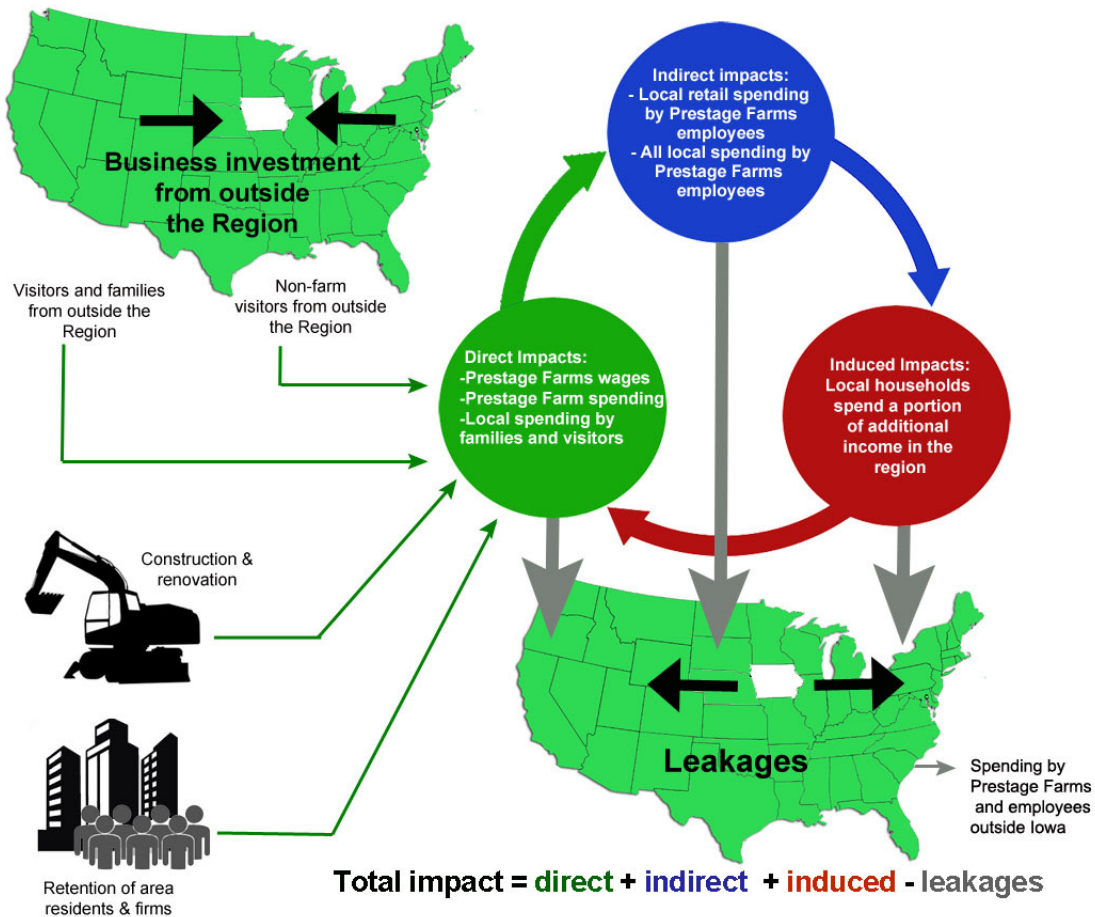 Business investment
from outside
the Region
Visitors and families
from outside the
Region
Non-farm
visitors from outside
the Region
Indirect impacts:
- Local retail spending
by Prestage Farms
employees
- All local spending by
Prestage Farms
employees
Direct Impacts:
-Prestage Farms wages
-Prestage Farm spending
-Local spending by
families and visitors
Induced Impacts:
Local households
spend a portion
of additional
income in the
region
Construction &
renovation
Retention of area
residents & firms
Leakages
Spending by
Prestage Farms
and employees
outside Iowa
Total impact = direct + indirect + induced - leakages